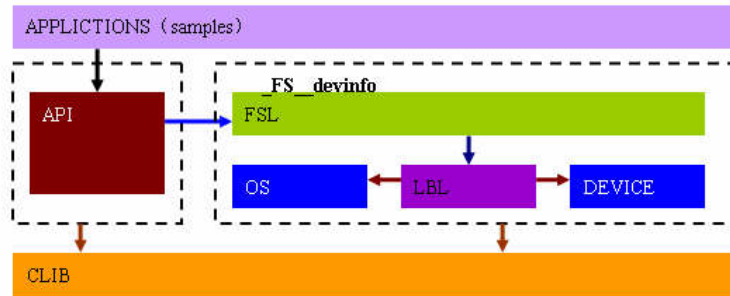 APPLICTIONS（samples）
_FS__devinfo
API
FSL
OS
LBL
DEVICE
CLIB